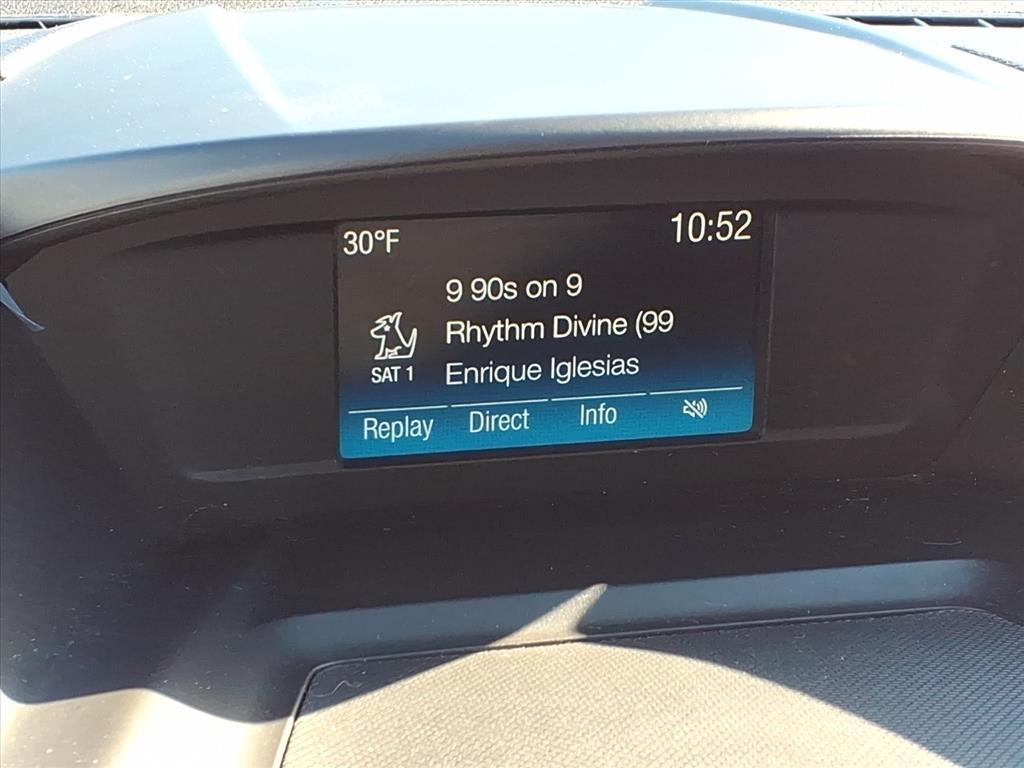 30°F 10:52
9 90s on 9
Rhythm Divine (99
SAT 1 Enrique Iglesias
Replay Direct Info